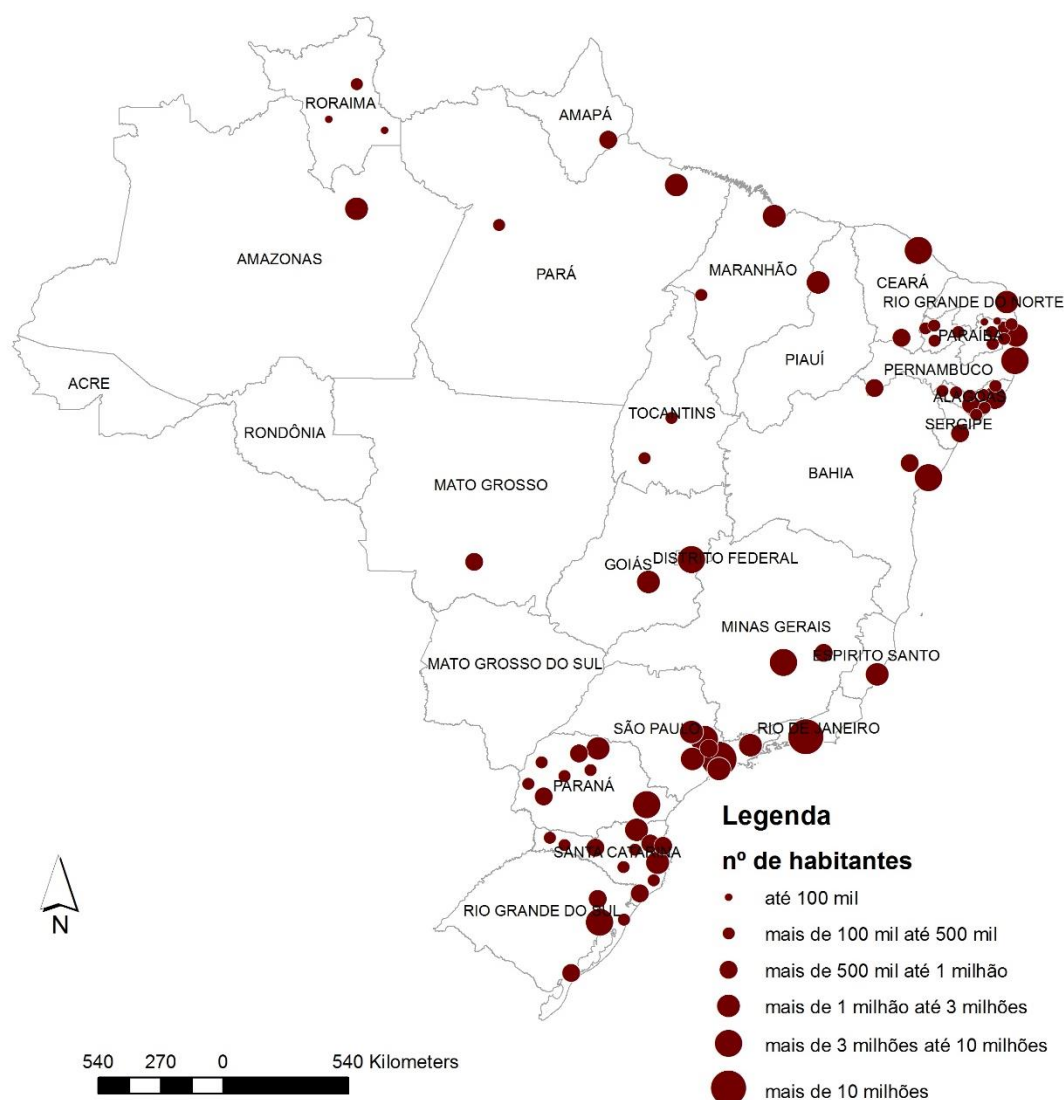 RORAIMA
AMAPÁ
AMAZONAS
PARÁ
MARANHÃO
CEARÁ
RIO GRANDE DO NORTE
PARAÍBA
PIAUÍ
PERNAMBUCO
ACRE
ALAGOAS
TOCANTINS
SERGIPE
RONDÔNIA
BAHIA
MATO GROSSO
GOIÁS
DISTRITO FEDERAL
MINAS GERAIS
ESPIRITO SANTO
MATO GROSSO DO SUL
SÃO PAULO
RIO DE JANEIRO
PARANÁ
SANTA CATARINA
RIO GRANDE DO SUL
Legenda
nº de habitantes
até 100 mil
mais de 100 mil até 500 mil
mais de 500 mil até 1 milhão
mais de 1 milhão até 3 milhões
mais de 3 milhões até 10 milhões
mais de 10 milhões
N
540 270 0 540 Kilometers